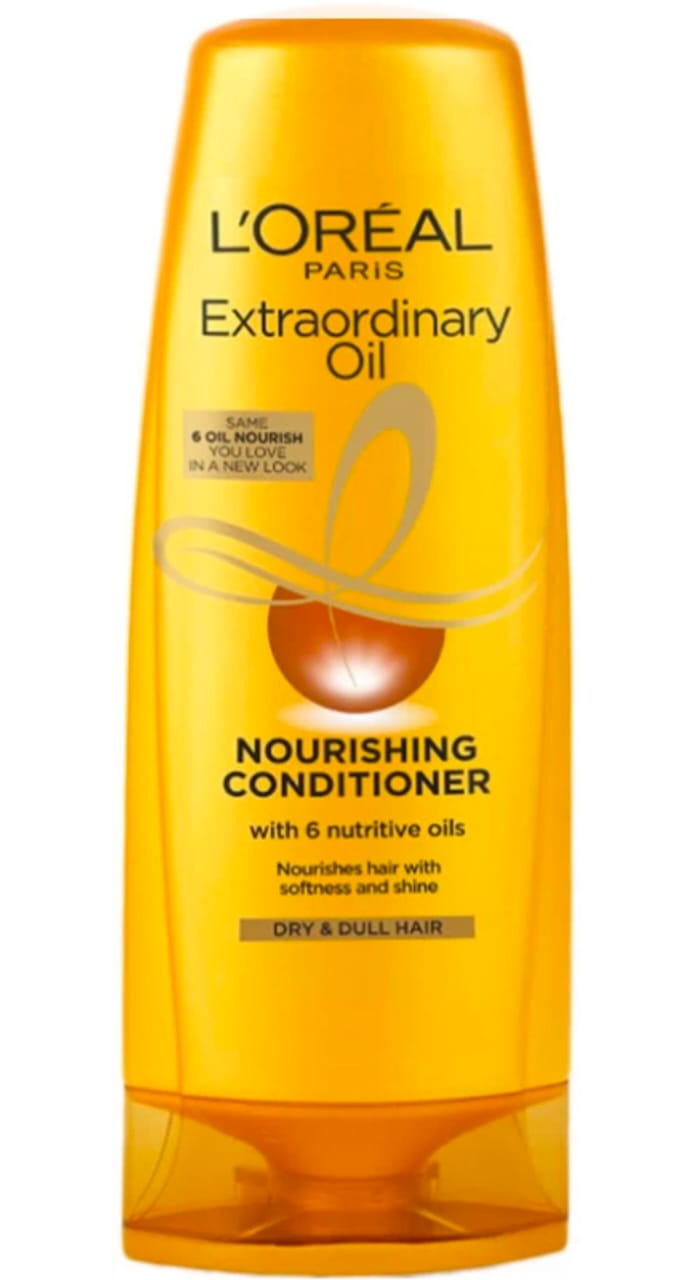 L'ORÉAL
PARiS
Extraordinary
Oil
SAME
6 OIL NOURISH
YOU LOVE
IN A NEW LOOK
NOURISHING
CONDITIONER
with 6 nutritive oils
Nourishes hair with
softness and shine
DRY & DULL HAIR